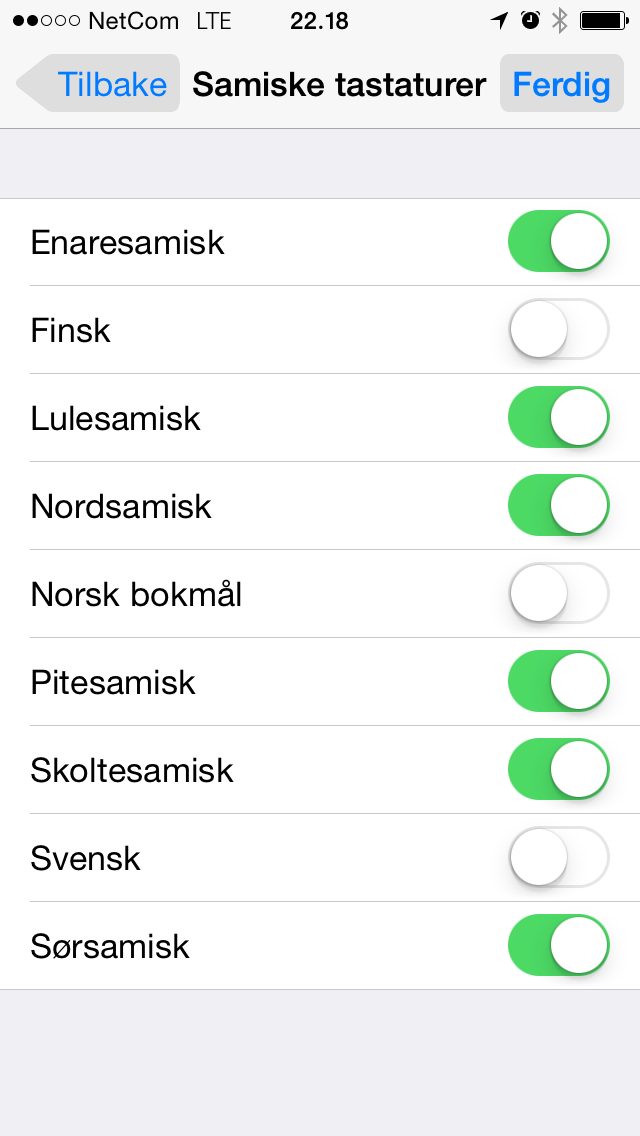 NetCom LTE 22.18
Tilbake Samiske tastaturer Ferdig
Enaresamisk
Finsk
Lulesamisk
Nordsamisk
Norsk bokmål
Pitesamisk
Skoltesamisk
Svensk
Sørsamisk